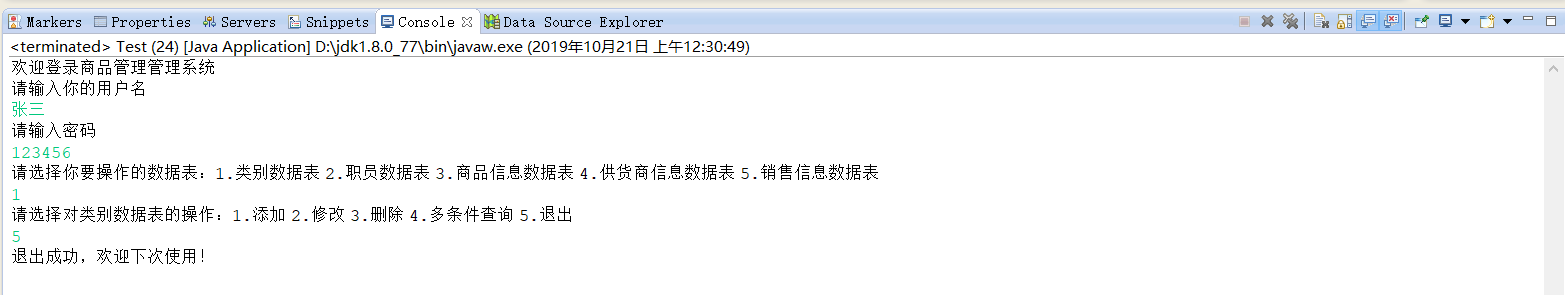 Markers Properties Servers Snippets Console Data Source Explorer
<terminated> Test (24) [Java Application] D:\jdk1.8.0_77\bin\javaw.exe (2019年10月21日 上午12:30:49)
欢迎登录商品管理管理系统
请输入你的用户名
张三
请输入密码
123456
请选择你要操作的数据表：1.类别数据表 2.职员数据表 3.商品信息数据表 4.供货商信息数据表 5.销售信息数据表
1
请选择对类别数据表的操作：1.添加 2.修改 3.删除 4.多条件查询 5.退出
5
退出成功，欢迎下次使用！